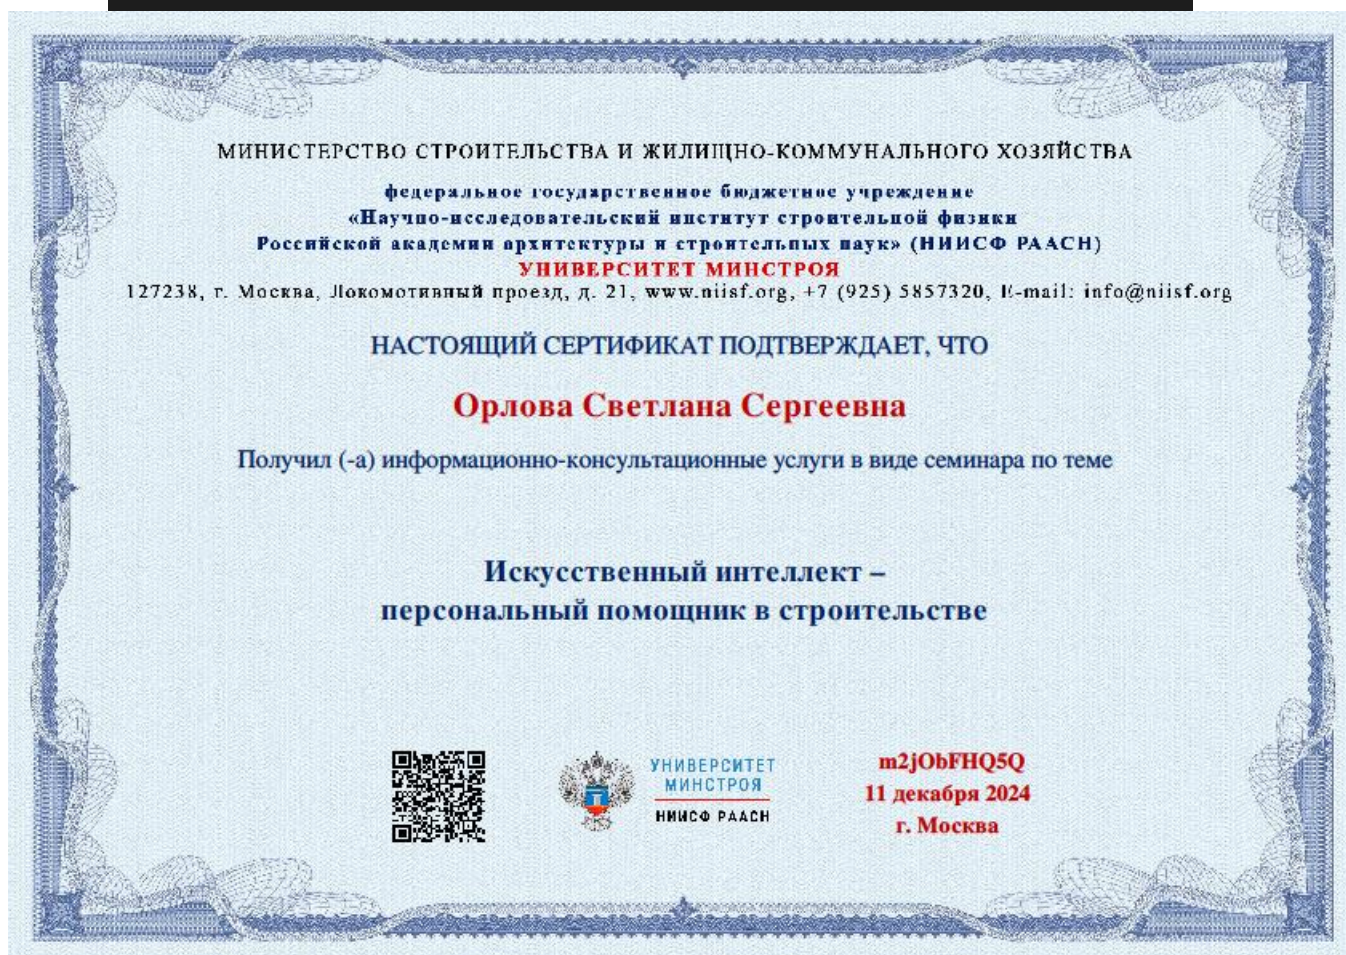 МИНИСТЕРСТВО СТРОИТЕЛЬСТВА И ЖИЛИЩНО-КОММУНАЛЬНОГО ХОЗЯЙСТВА
федеральное государственное бюджетное учреждение
«Научно-исследовательский институт строительной физики
Российской академии архитектуры и строительных наук» (НИИСФ РААСН)
УНИВЕРСИТЕТ МИНСТРОЯ
127238, г. Москва, Локомотивный проезд, д. 21, www.niisf.org, +7 (925) 5857320, E-mail: info@niisf.org
НАСТОЯЩИЙ СЕРТИФИКАТ ПОДТВЕРЖДАЕТ, ЧТО
Орлова Светлана Сергеевна
Получил (-а) информационно-консультационные услуги в виде семинара по теме
Искусственный интеллект –
персональный помощник в строительстве
УНИВЕРСИТЕТ
МИНСТРОЯ
НИИСФ РААСН
m2jObFHQ5Q
11 декабря 2024
г. Москва